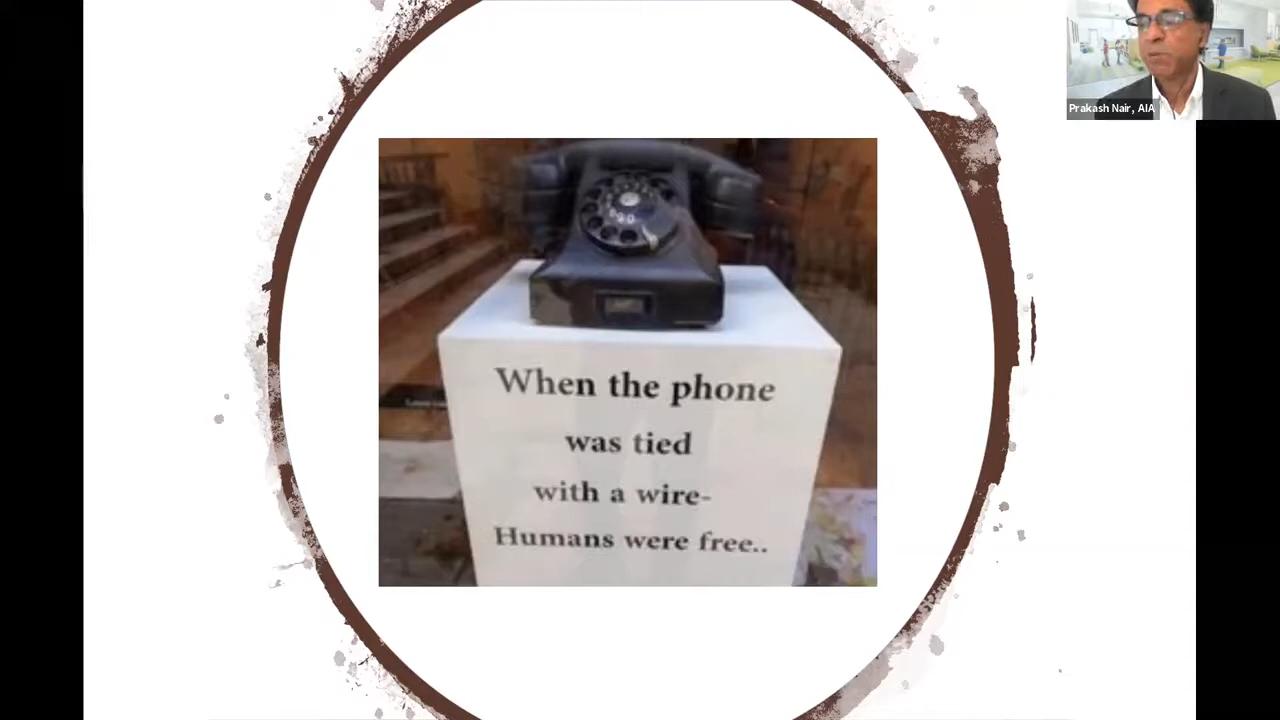 Prakash Nair, AIA
When the phone
was tied
with a wire-
Humans were free..